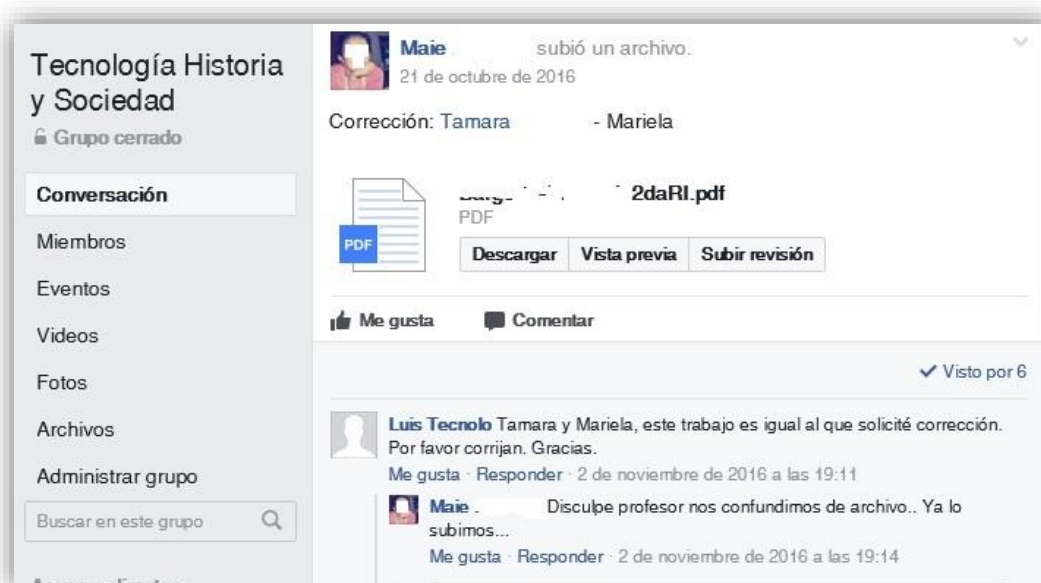 Tecnología Historia
y Sociedad
Grupo cerrado
Conversación
Miembros
Eventos
Videos
Fotos
Archivos
Administrar grupo
Buscar en este grupo
Maie subió un archivo.
21 de octubre de 2016
Corrección: Tamara - Mariela
2daRI.pdf
PDF
PDF
Descargar Vista previa Subir revisión
Me gusta Comentar
Visto por 6
Luis Tecnolo Tamara y Mariela, este trabajo es igual al que solicité corrección.
Por favor corrijan. Gracias.
Me gusta · Responder · 2 de noviembre de 2016 a las 19:11
Maie . Disculpe profesor nos confundimos de archivo.. Ya lo
subimos...
Me gusta · Responder · 2 de noviembre de 2016 a las 19:14